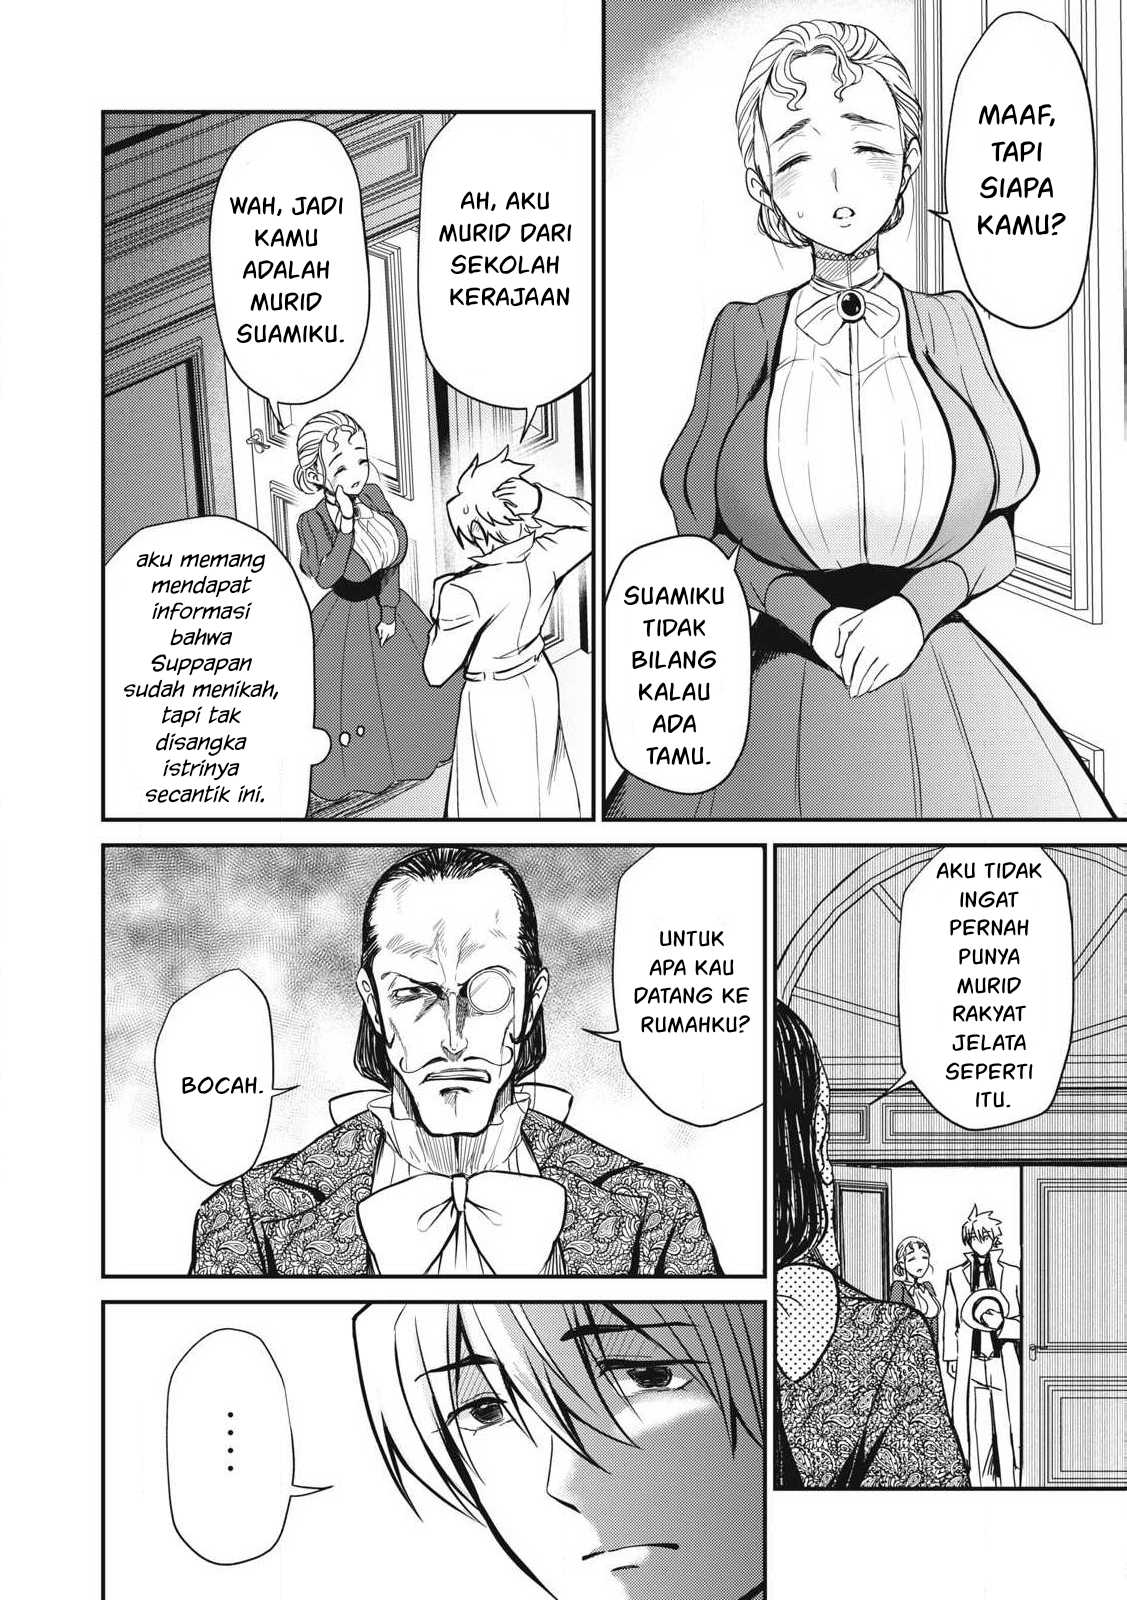 MAAF,
TAPI
SIAPA
KAMU?
SUAMIKU
TIDAK
BILANG
KALAU
ADA
TAMU.
AH, AKU
MURID DARI
SEKOLAH
KERAJAAN
WAH, JADI
KAMU
ADALAH
MURID
SUAMIKU.
aku memang
mendapat
informasi
bahwa
Suppapan
sudah menikah,
tapi tak
disangka
istrinya
secantik ini.
AKU TIDAK
INGAT
PERNAH
PUNYA
MURID
RAKYAT
JELATA
SEPERTI
ITU.
UNTUK
APA KAU
DATANG KE
RUMAHKU?
BOCAH.
....